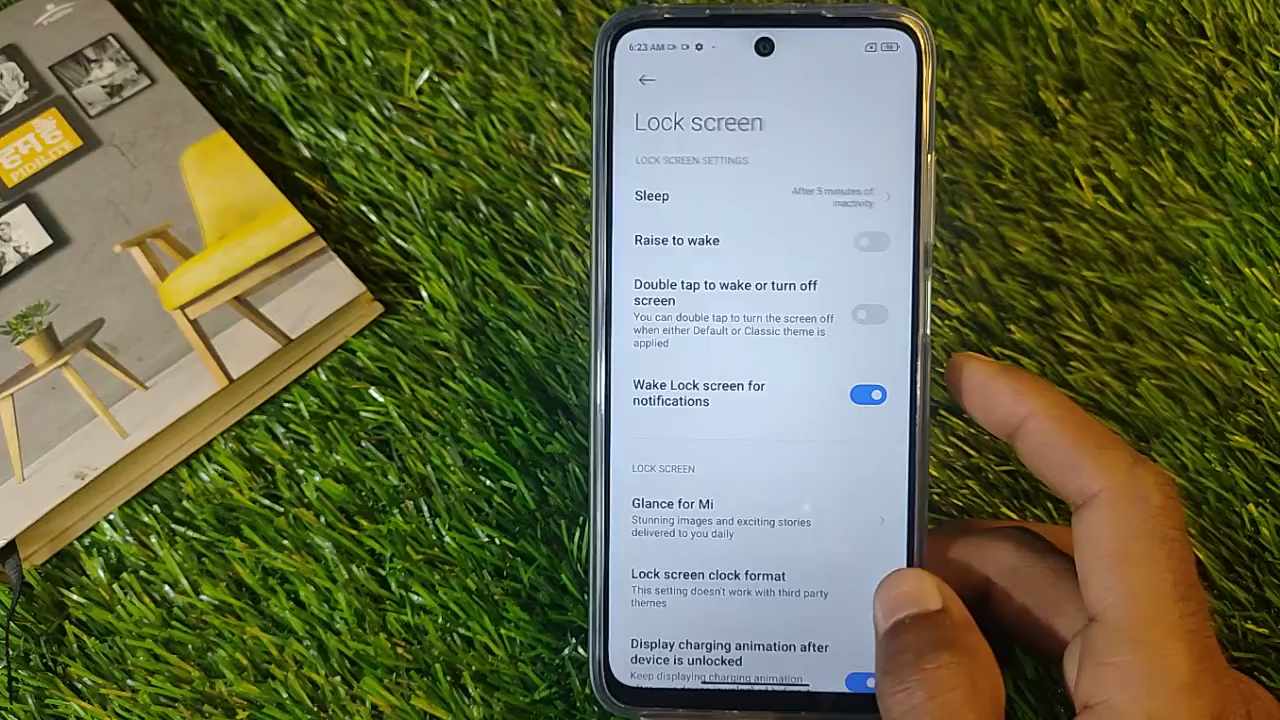 PIDILITE
6:23 AM
Lock screen
LOCK SCREEN SETTINGS
Sleep
After 5 minutes of
inactivity
Raise to wake
Double tap to wake or turn off
screen
You can double tap to turn the screen off
when either Default or Classic theme is
applied
Wake Lock screen for
notifications
LOCK SCREEN
Glance for Mi
Stunning images and exciting stories
delivered to you daily
Lock screen clock format
This setting doesn't work with third party
themes
Display charging animation after
device is unlocked
Keep displaying charging animation